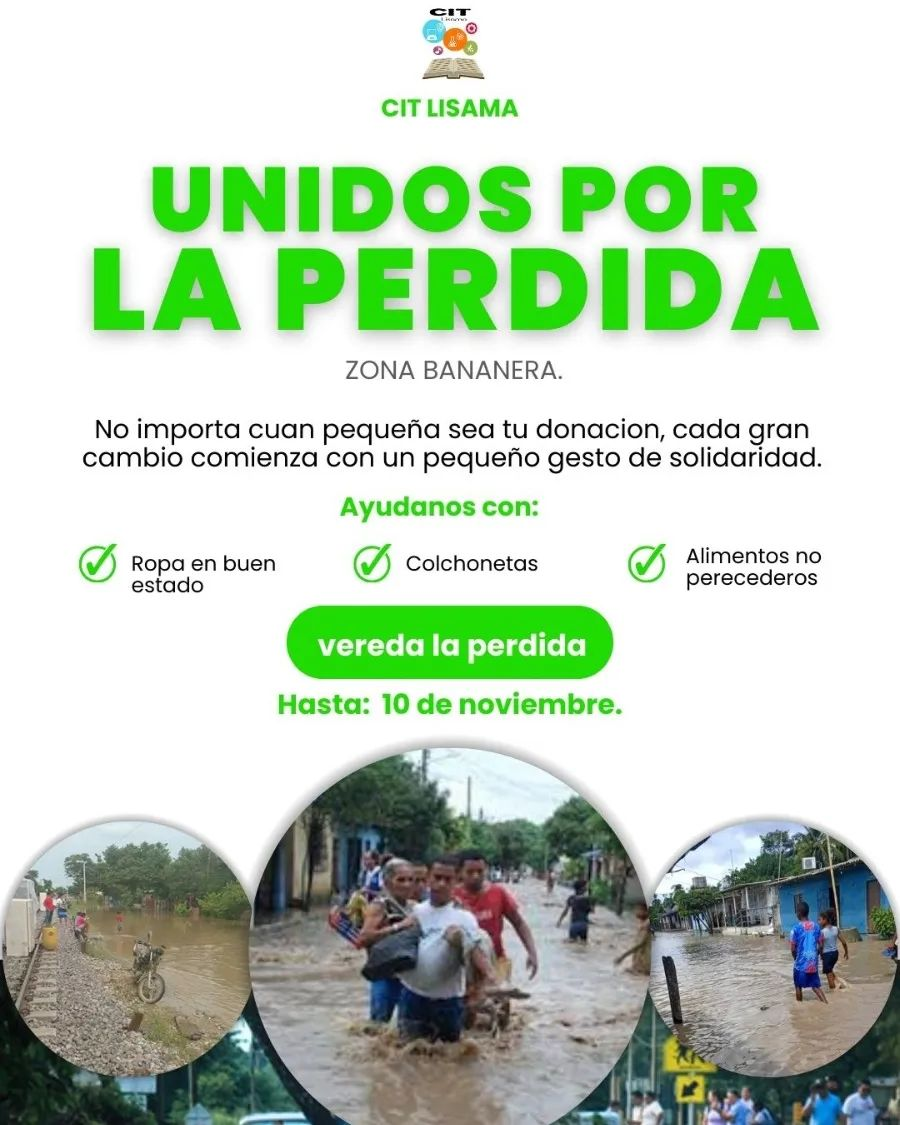 CIT
Lisama
CIT LISAMA
UNIDOS POR
LA PERDIDA
ZONA BANANERA.
No importa cuan pequeña sea tu donacion, cada gran
cambio comienza con un pequeño gesto de solidaridad.
Ayudanos con:
Ropa en buen
estado
Colchonetas
Alimentos no
perecederos
vereda la perdida
Hasta: 10 de noviembre.